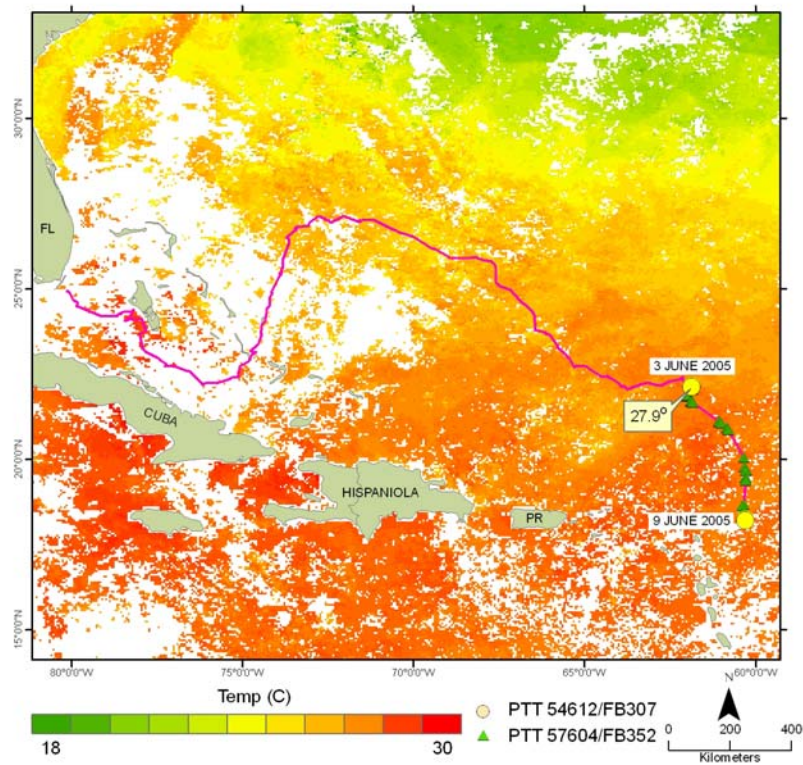 30°0'0"N
FL
25°0'0"N
3 JUNE 2005
27.9°
CUBA
20°0'0"N
HISPANIOLA
PR
9 JUNE 2005
15°0'0"N
80°0'0"W
75°0'0"W
70°0'0"W
65°0'0"W
60°0'0"W
N
Temp (C)
18
30
PTT 54612/FB307
PTT 57604/FB352
0 200 400
Kilometers